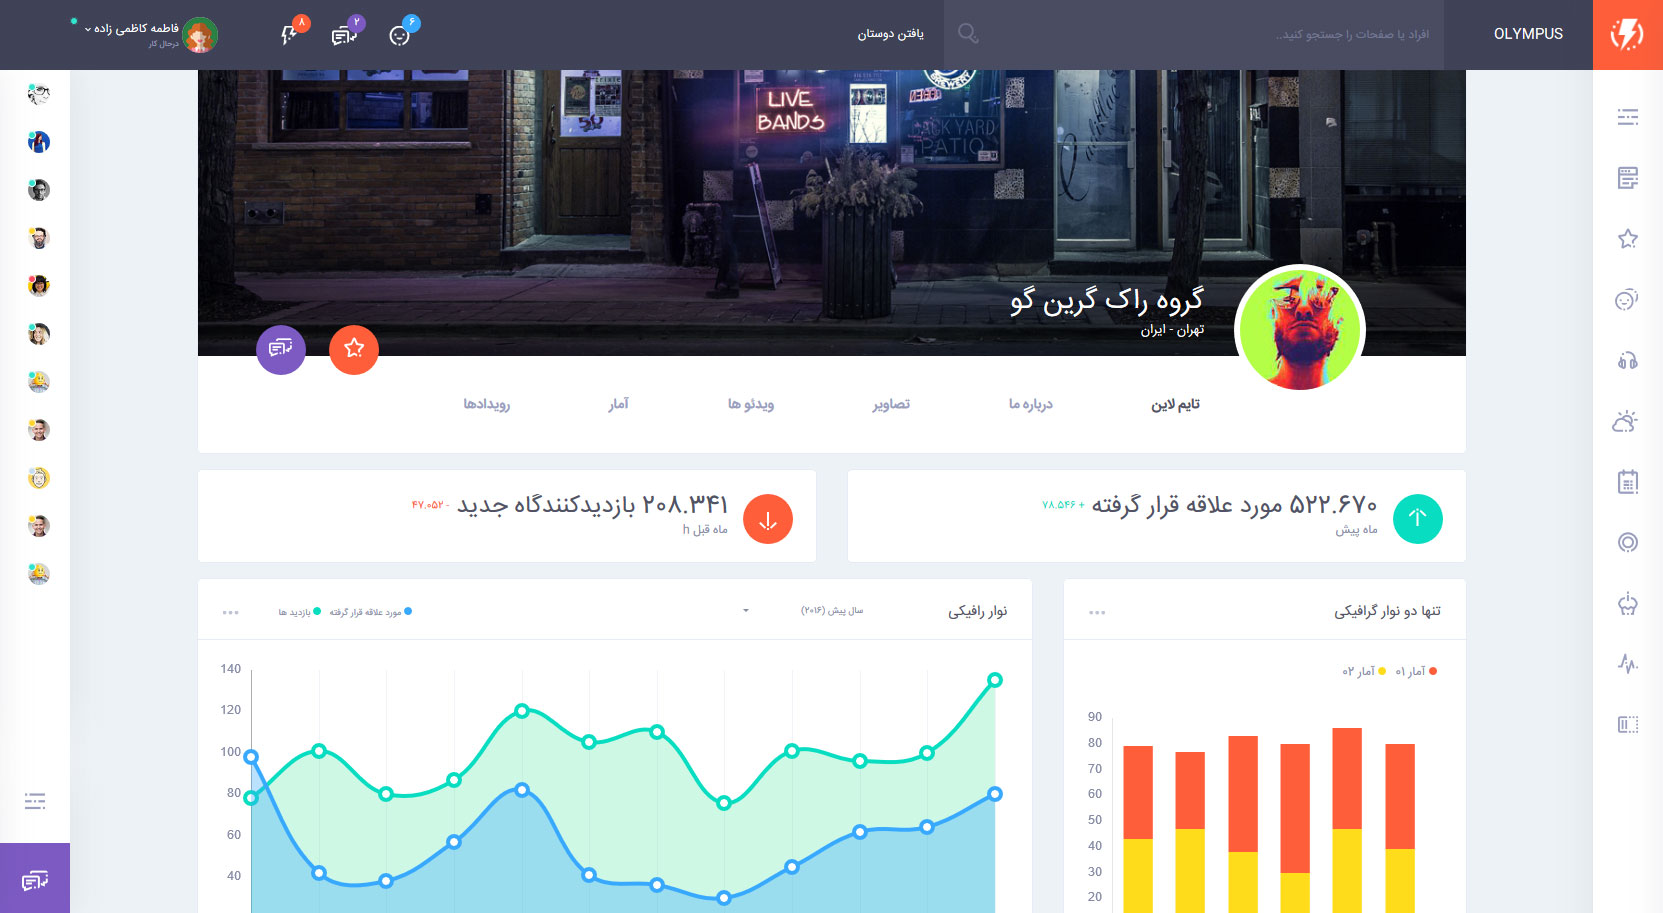 OLYMPUS
افراد یا صفحات را جستجو کنید..
یافتن دوستان
۶
۲
۸
فاطمه کاظمی زاده
درحال کار
LIVE
BANDS
BACK YARD
PATIO
گروه راک گرین گو
تهران - ایران
تایم لاین
درباره ما
تصاویر
ویدئو ها
آمار
رویدادها
۵۲۲.۶۷۰ مورد علاقه قرار گرفته + ۷۸.۵۴۶
ماه پیش
۲۰۸.۳۴۱ بازدیدکنندگاه جدید - ۴۷.۰۵۲
ماه قبل h
تنها دو نوار گرافیکی
آمار ۰۱
آمار ۰۲
90
80
70
60
50
40
30
20
نوار رافیکی
سال پیش (۲۰۱۶)
مورد علاقه قرار گرفته
بازدید ها
140
120
100
80
60
40